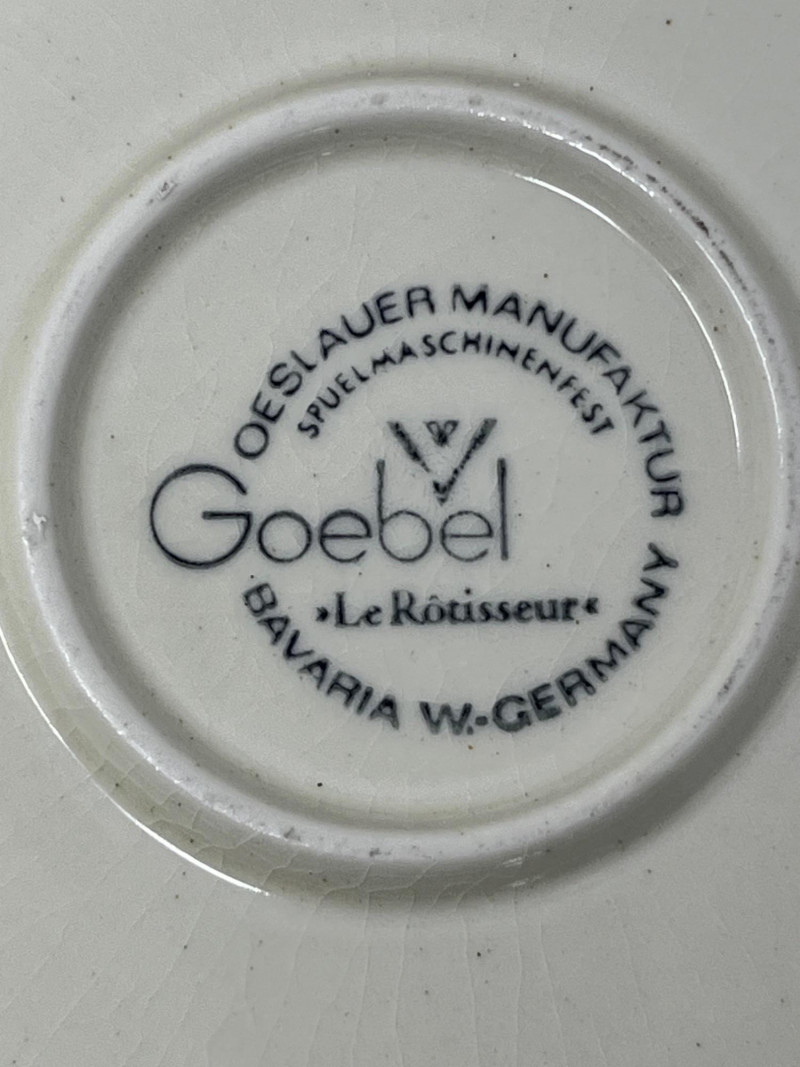 OESLAUER MANUFAKTUR
SPUELMASCHINENFEST
Goebel
»Le Rôtisseur«
BAVARIA W.-GERMANY